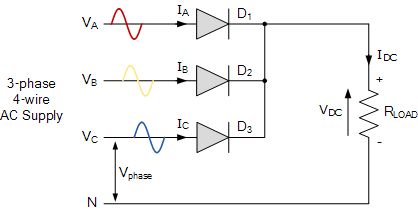 VA
IA
D1
VB
IB
D2
3-phase
4-wire
AC Supply
VC
IC
D3
Vphase
N
IDC
+
VDC
RLOAD
-